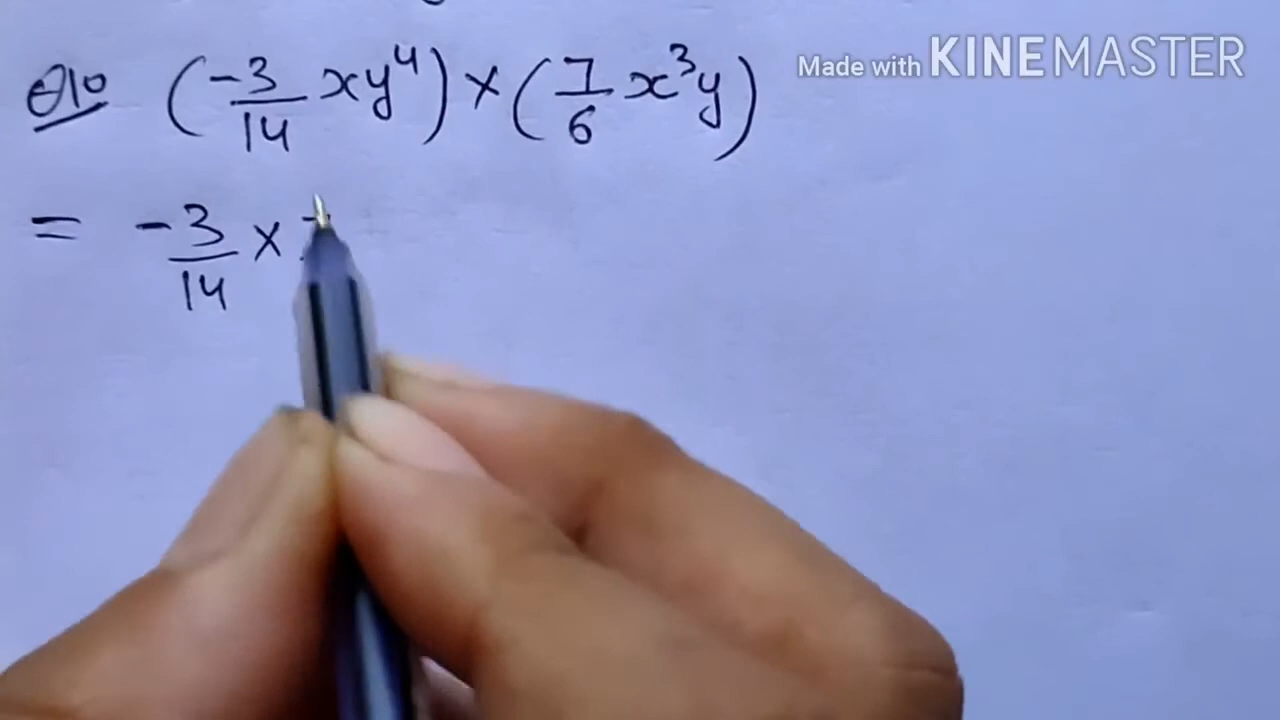 Made with KINEMASTER
Q10 (-3/14 xy⁴) × (7/6 x³y)
= -3/14 ×